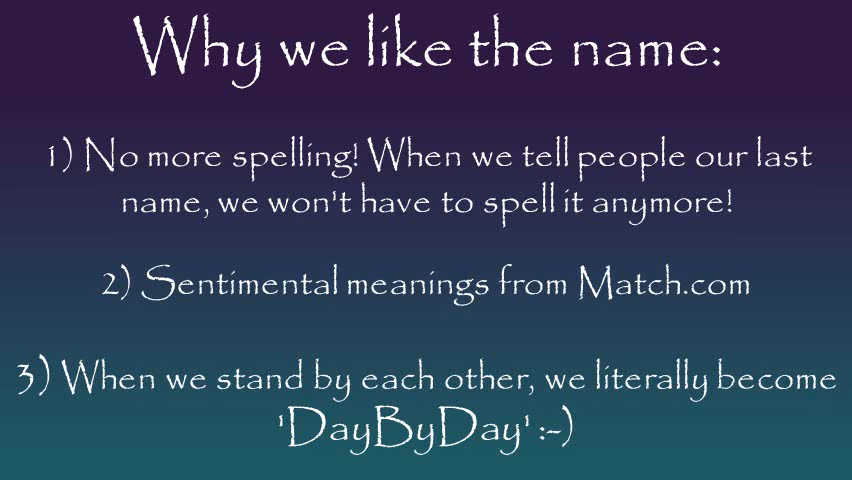 Why we like the name:
1) No more spelling! When we tell people our last
name, we won't have to spell it anymore!
2) Sentimental meanings from Match.com
3) When we stand by each other, we literally become
'DayByDay' :-)